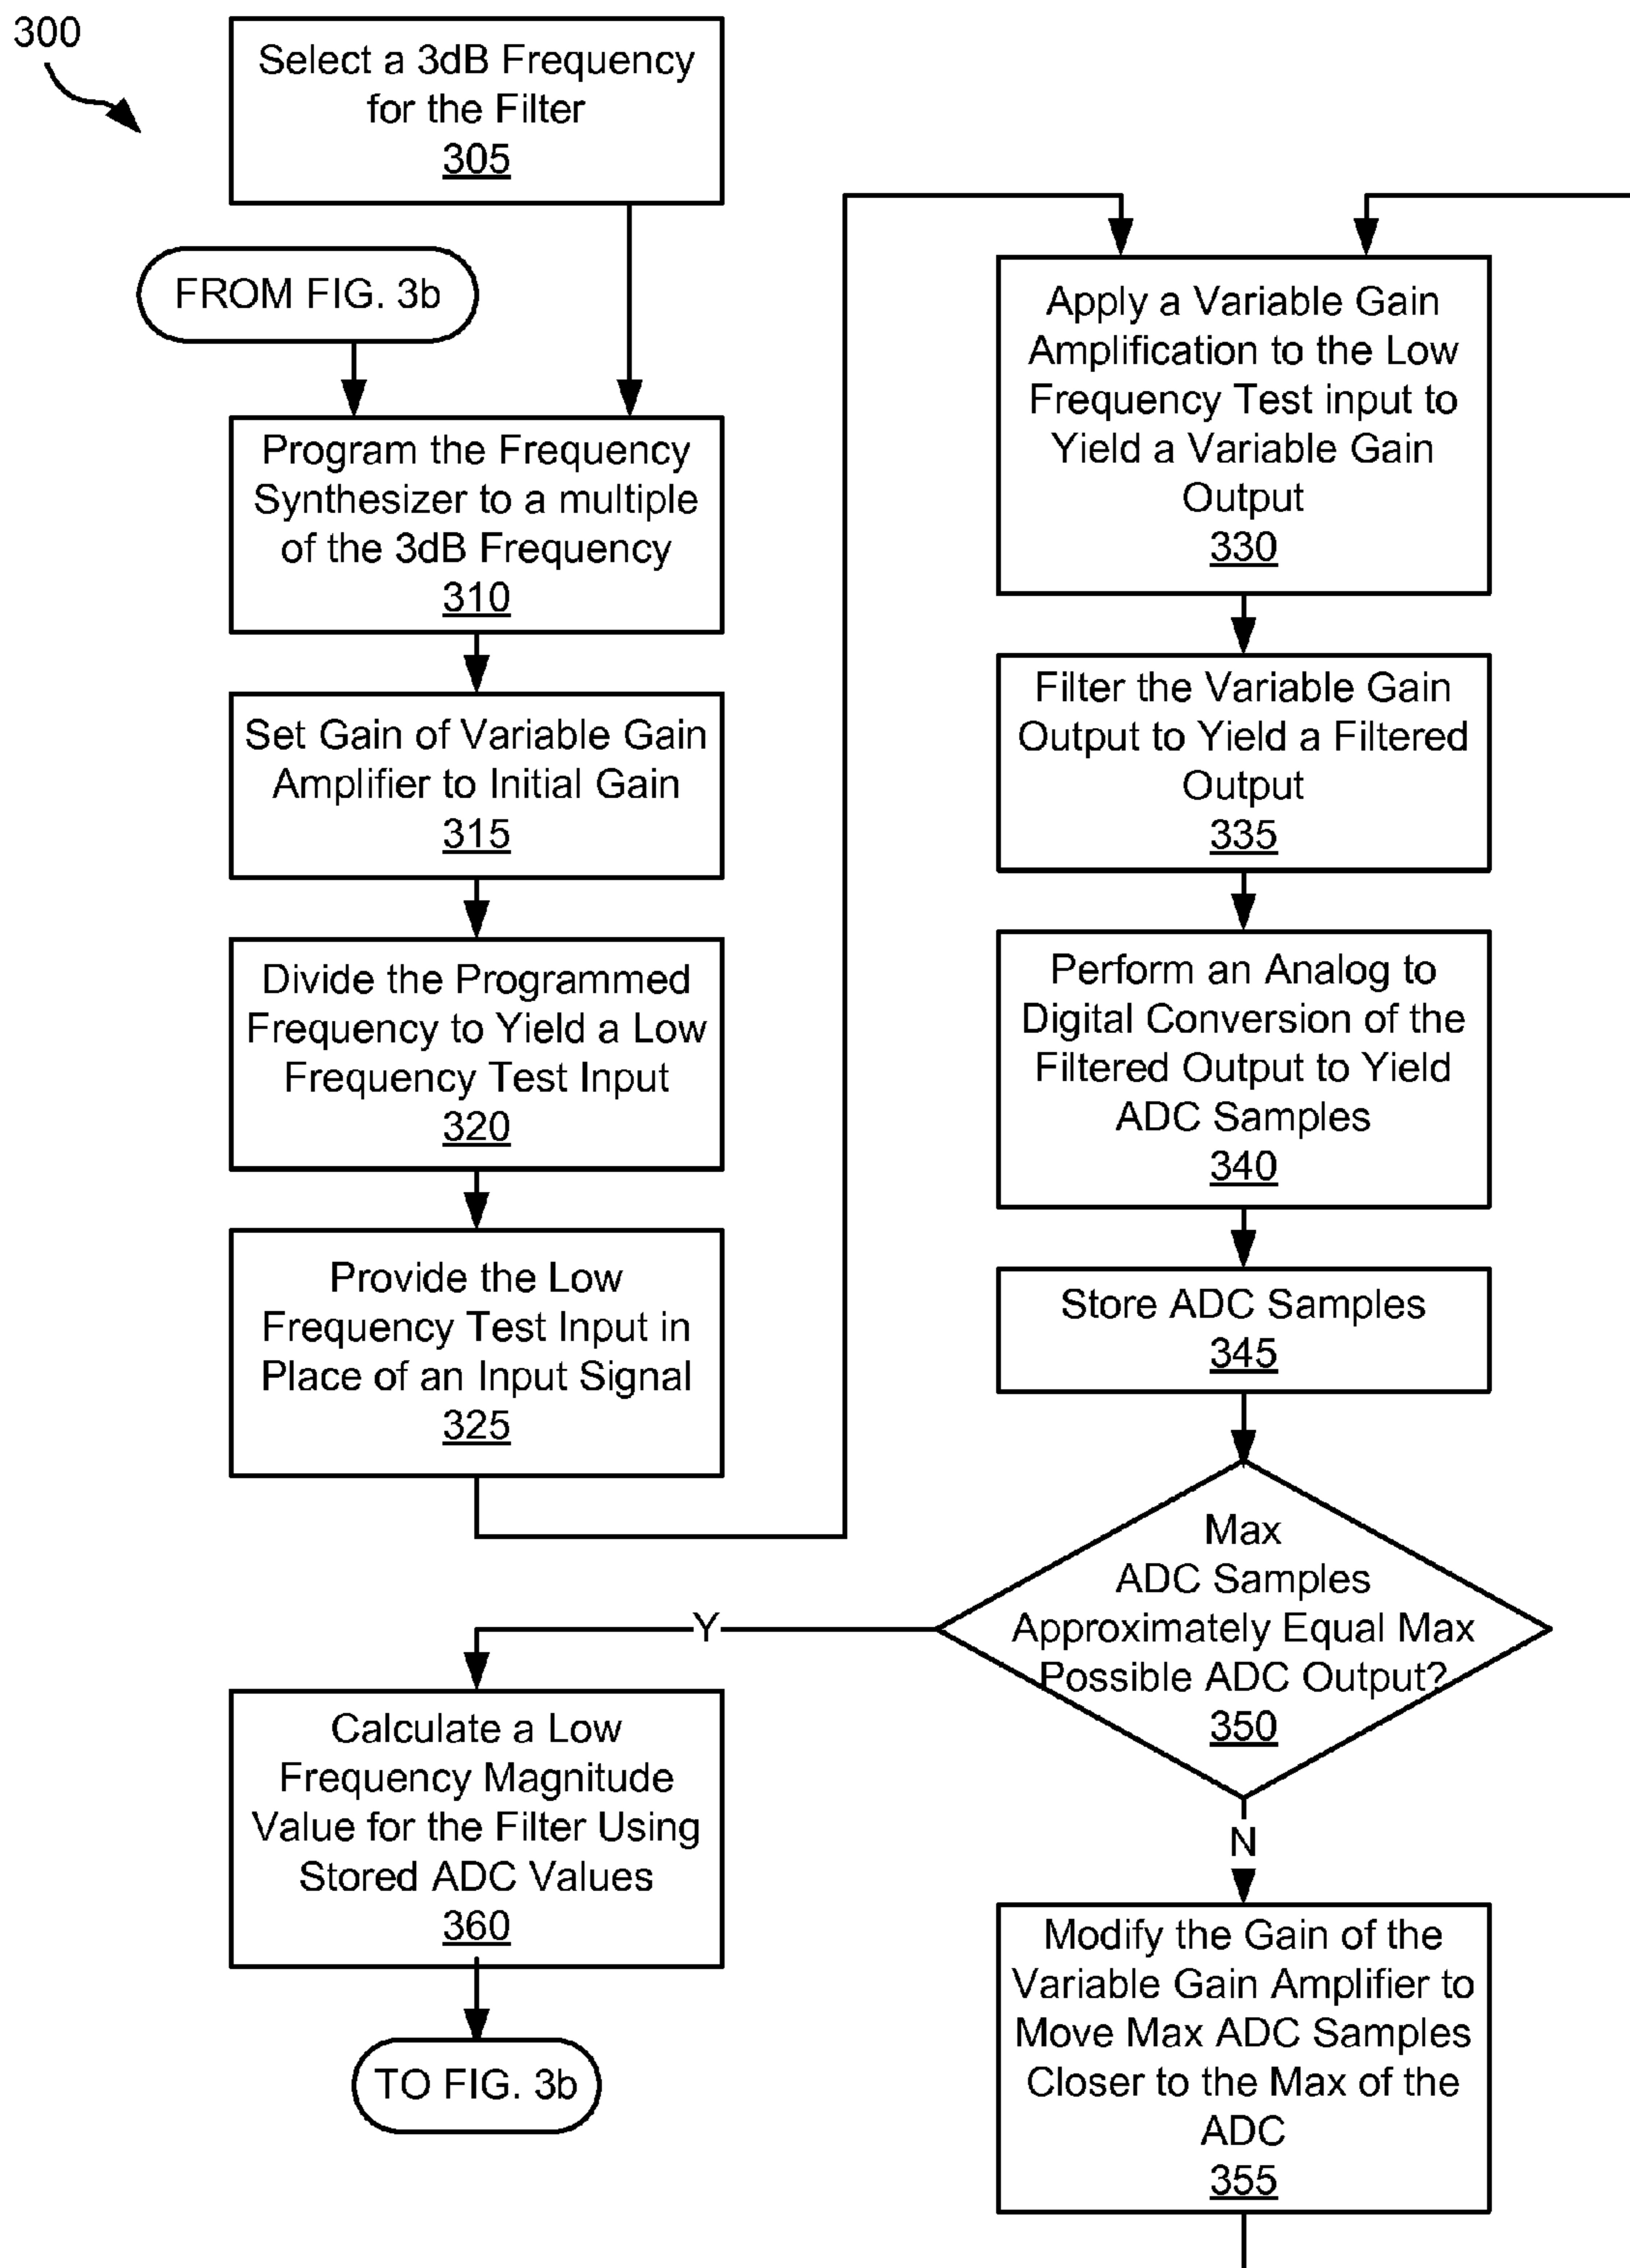 300
Select a 3dB Frequency
for the Filter
305
FROM FIG. 3b
Program the Frequency
Synthesizer to a multiple
of the 3dB Frequency
310
Set Gain of Variable Gain
Amplifier to Initial Gain
315
Divide the Programmed
Frequency to Yield a Low
Frequency Test Input
320
Provide the Low
Frequency Test Input in
Place of an Input Signal
325
Apply a Variable Gain
Amplification to the Low
Frequency Test input to
Yield a Variable Gain
Output
330
Filter the Variable Gain
Output to Yield a Filtered
Output
335
Perform an Analog to
Digital Conversion of the
Filtered Output to Yield
ADC Samples
340
Store ADC Samples
345
Max
ADC Samples
Approximately Equal Max
Possible ADC Output?
350
Y
N
Calculate a Low
Frequency Magnitude
Value for the Filter Using
Stored ADC Values
360
TO FIG. 3b
Modify the Gain of the
Variable Gain Amplifier to
Move Max ADC Samples
Closer to the Max of the
ADC
355